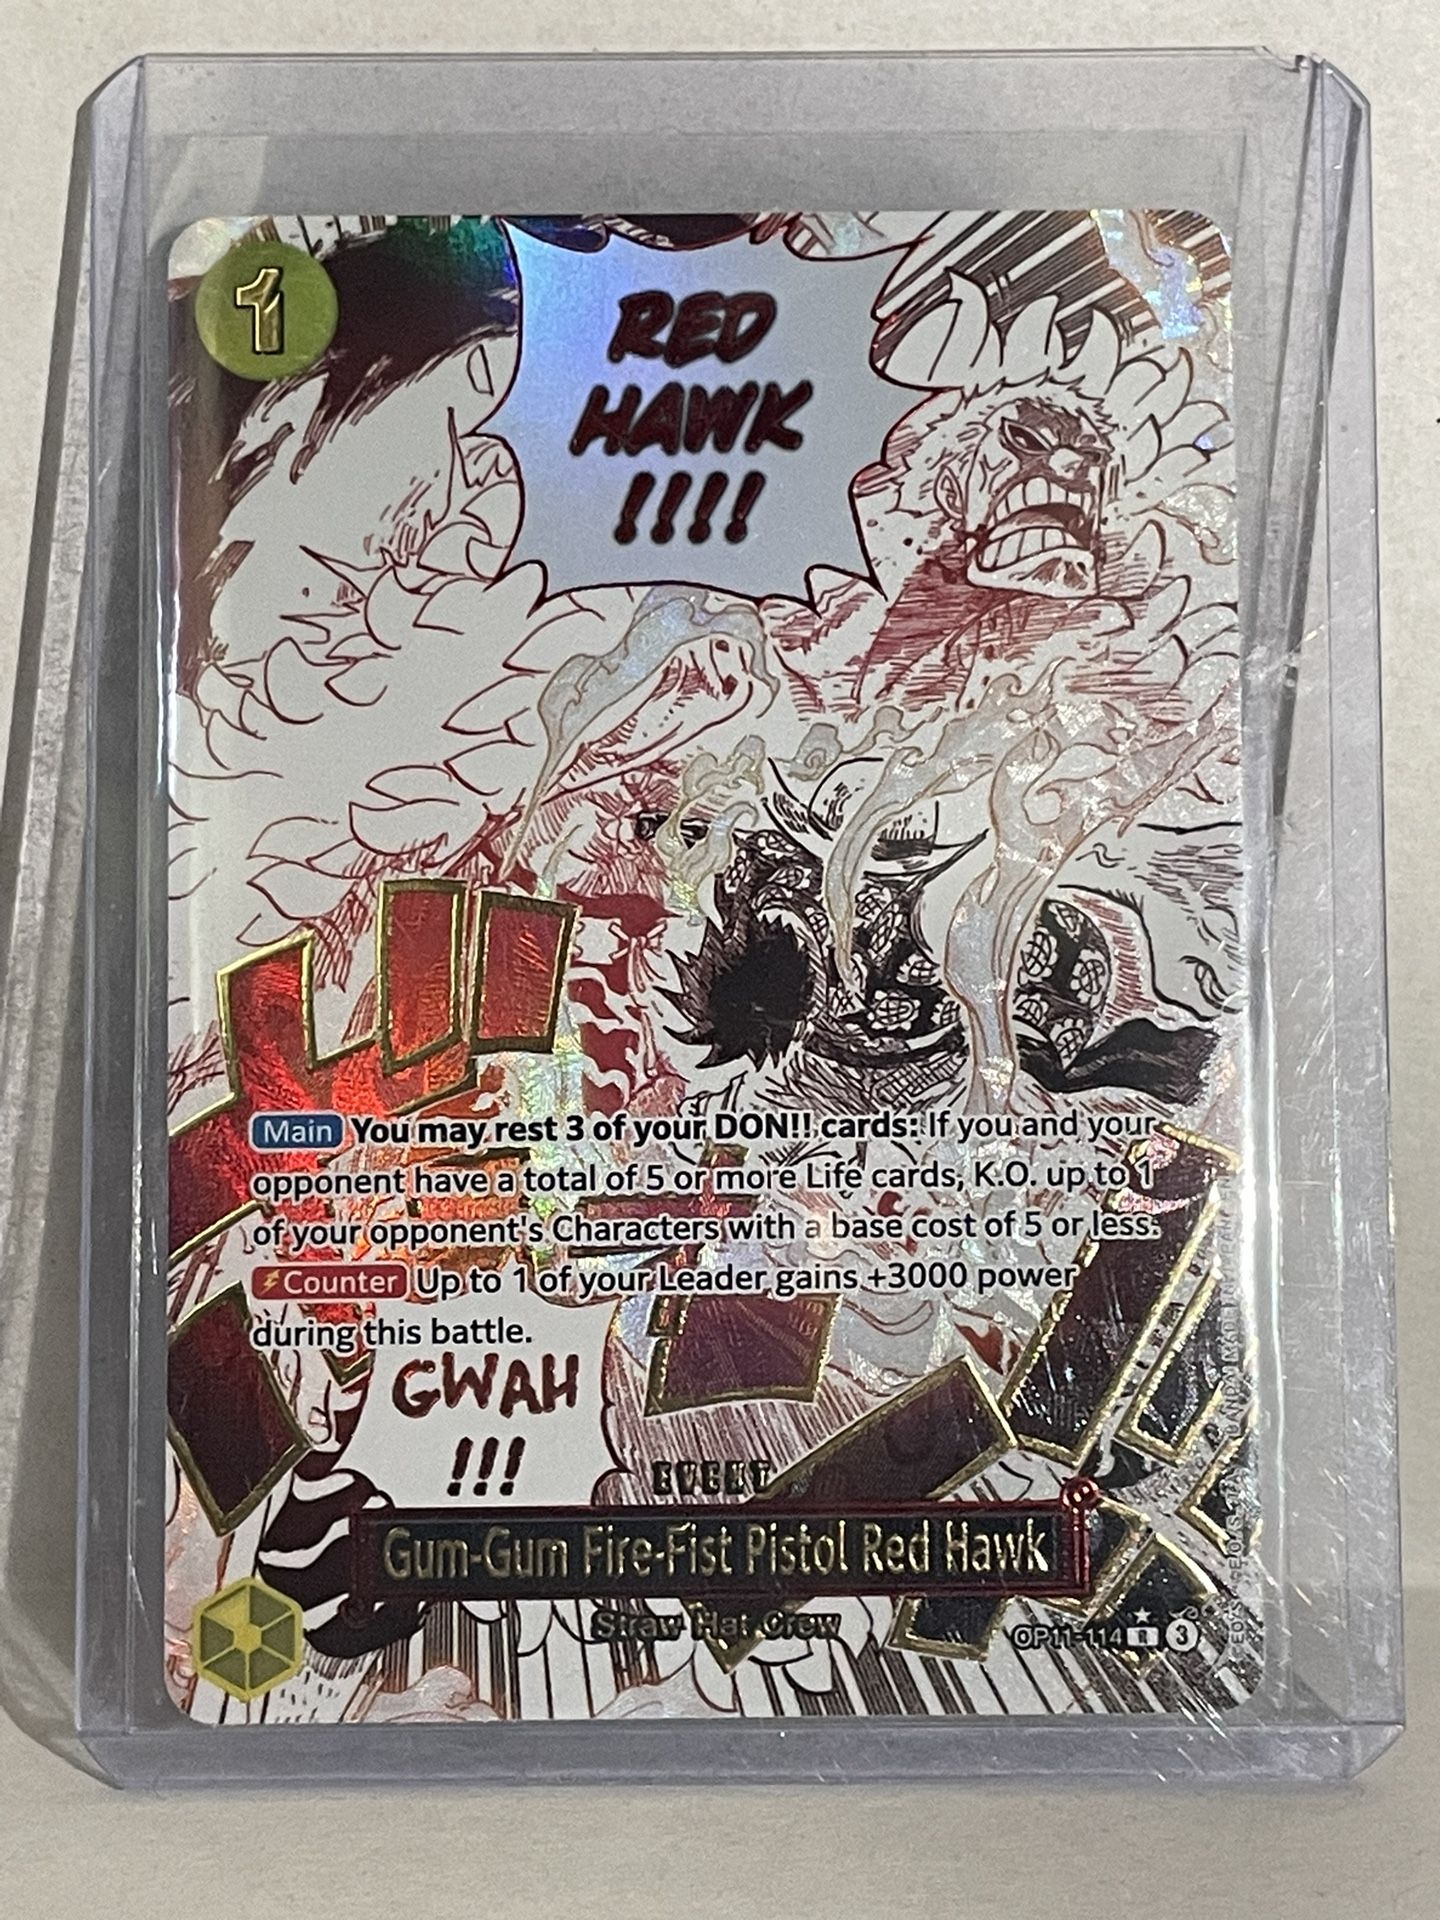 1
RED
HAWK
!!!!
Main You may rest 3 of your DON!! cards: If you and your
opponent have a total of 5 or more Life cards, K.O. up to 1
of your opponent's Characters with a base cost of 5 or less.
Counter Up to 1 of your Leader gains +3000 power
during this battle.
GWAH
!!!
EVENT
Gum-Gum Fire-Fist Pistol Red Hawk
Straw Hat Crew
OP11-114 R 3